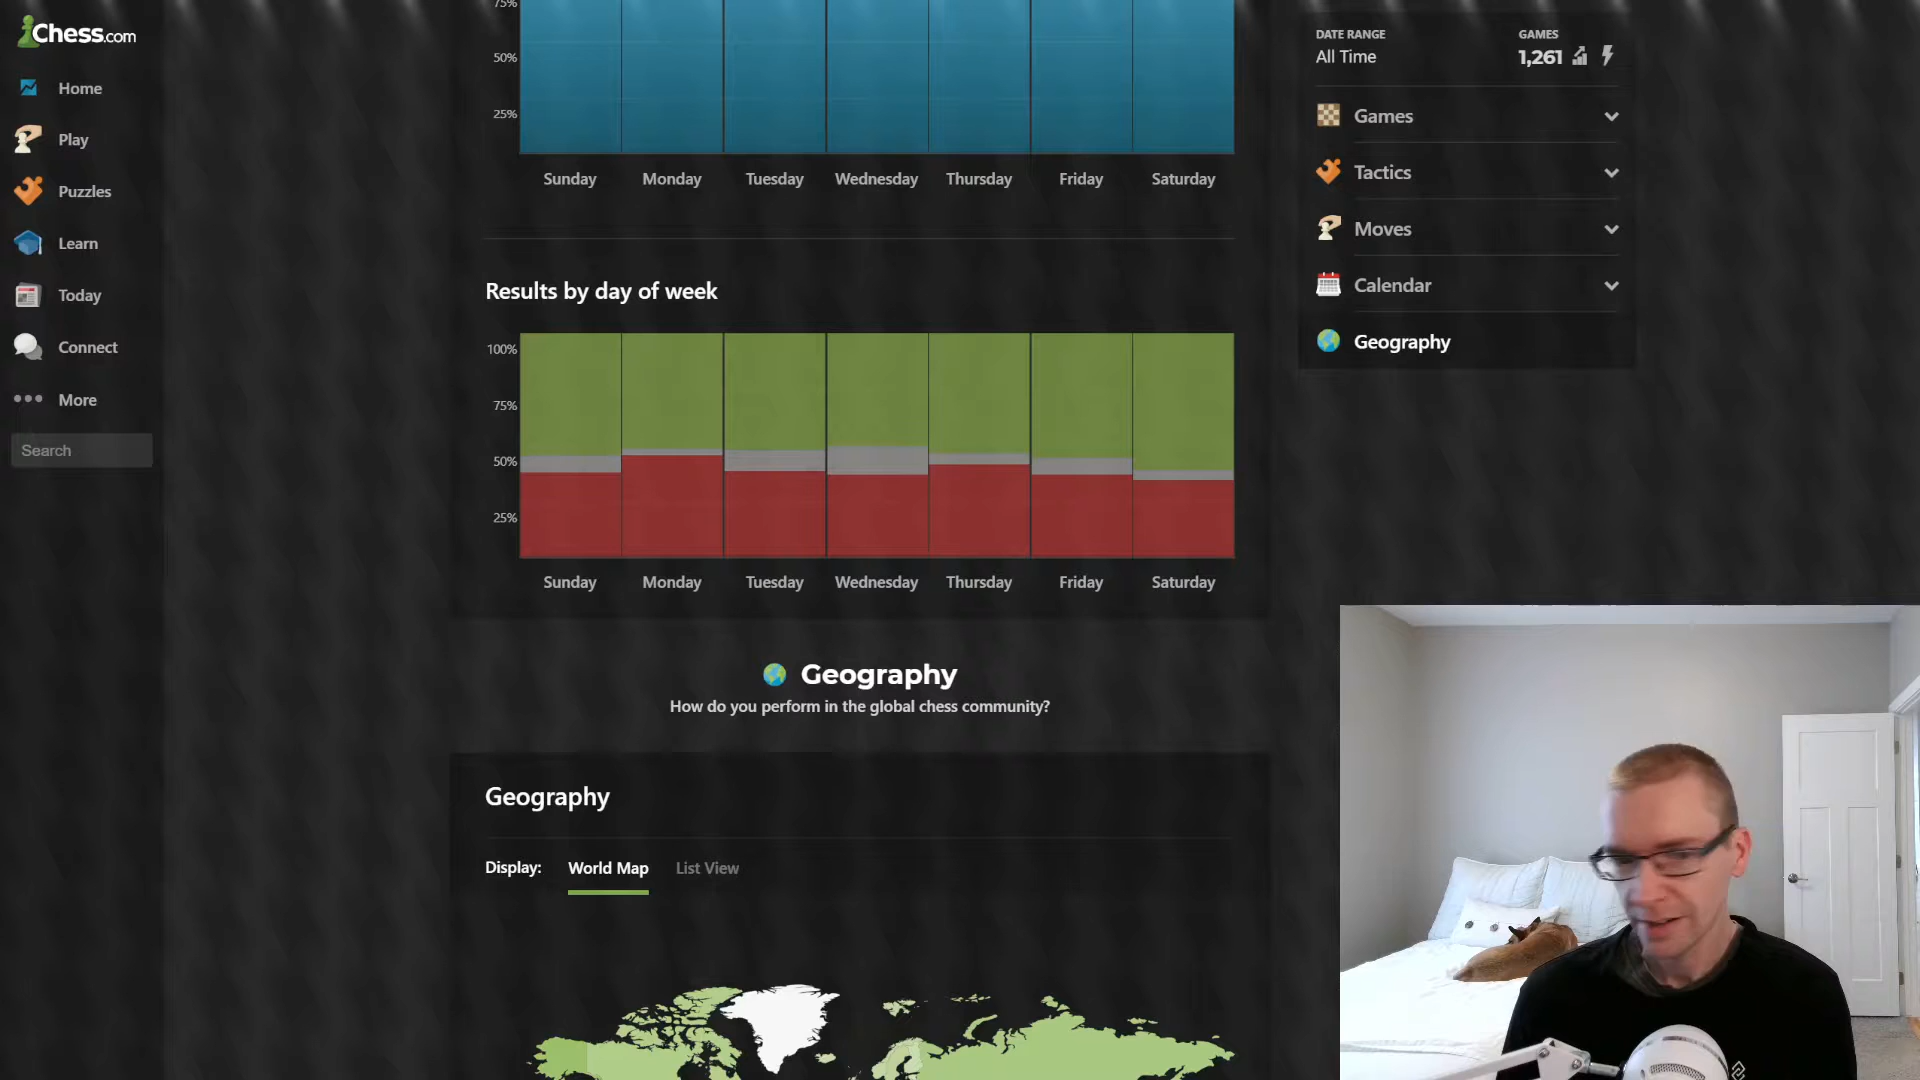 Chess.com
Home
Play
Puzzles
Learn
Today
Connect
More
Search
75%
50%
25%
Sunday Monday Tuesday Wednesday Thursday Friday Saturday
Results by day of week
100%
75%
50%
25%
Sunday Monday Tuesday Wednesday Thursday Friday Saturday
Geography
How do you perform in the global chess community?
Geography
Display: World Map List View
DATE RANGE GAMES
All Time 1,261
Games
Tactics
Moves
Calendar
Geography